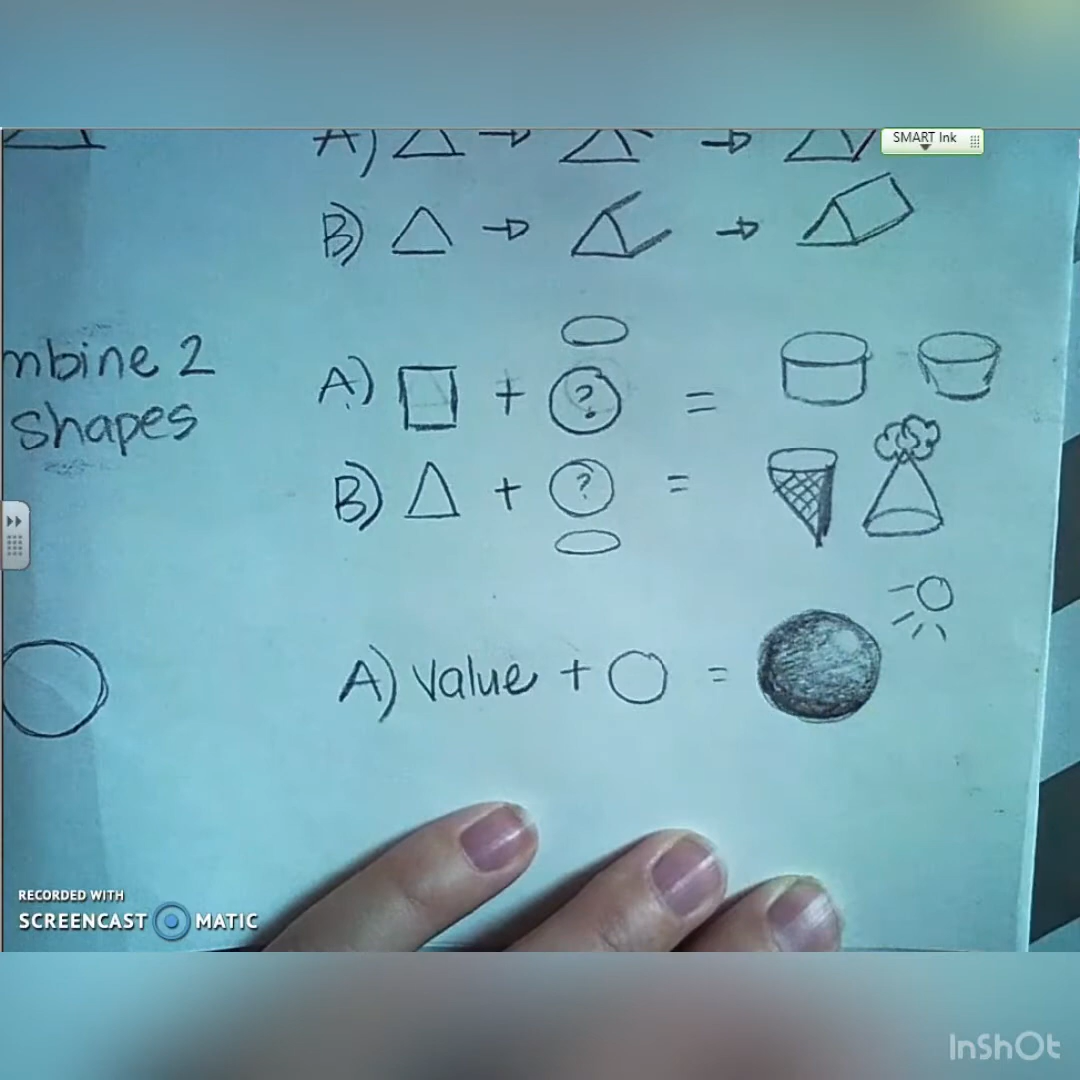 A)
SMART Ink
B)
mbine 2
shapes
A) + ? =
B) + ? =
A) Value + =
RECORDED WITH
SCREENCAST MATIC
InShOt